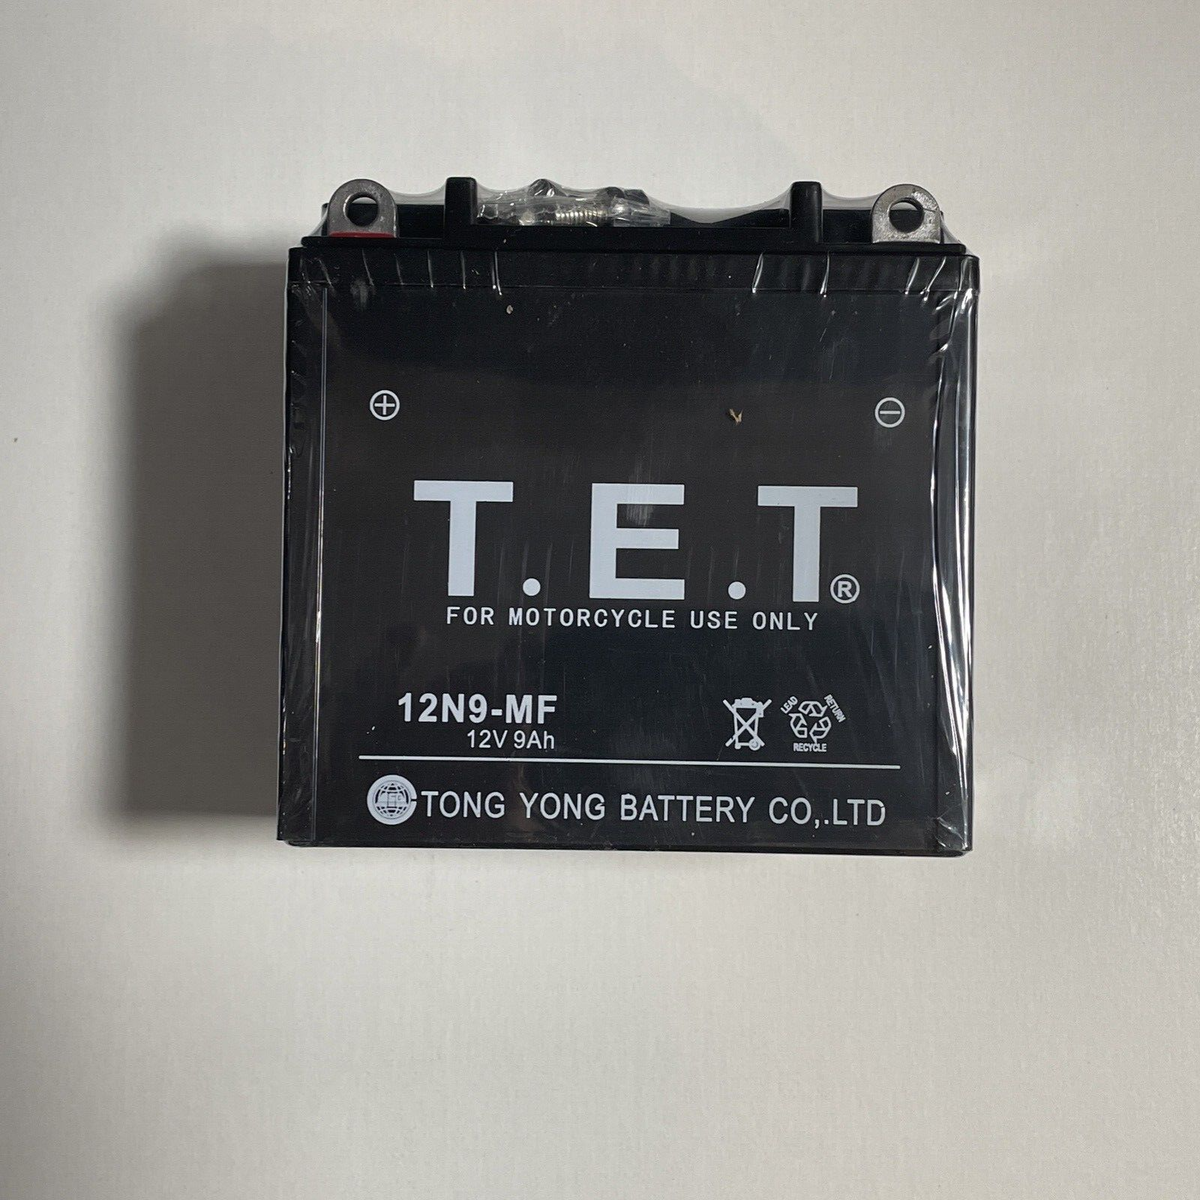 T.E.T®
FOR MOTORCYCLE USE ONLY
12N9-MF
12V 9Ah
LEAD RETURN
RECYCLE
TONG YONG BATTERY CO,.LTD